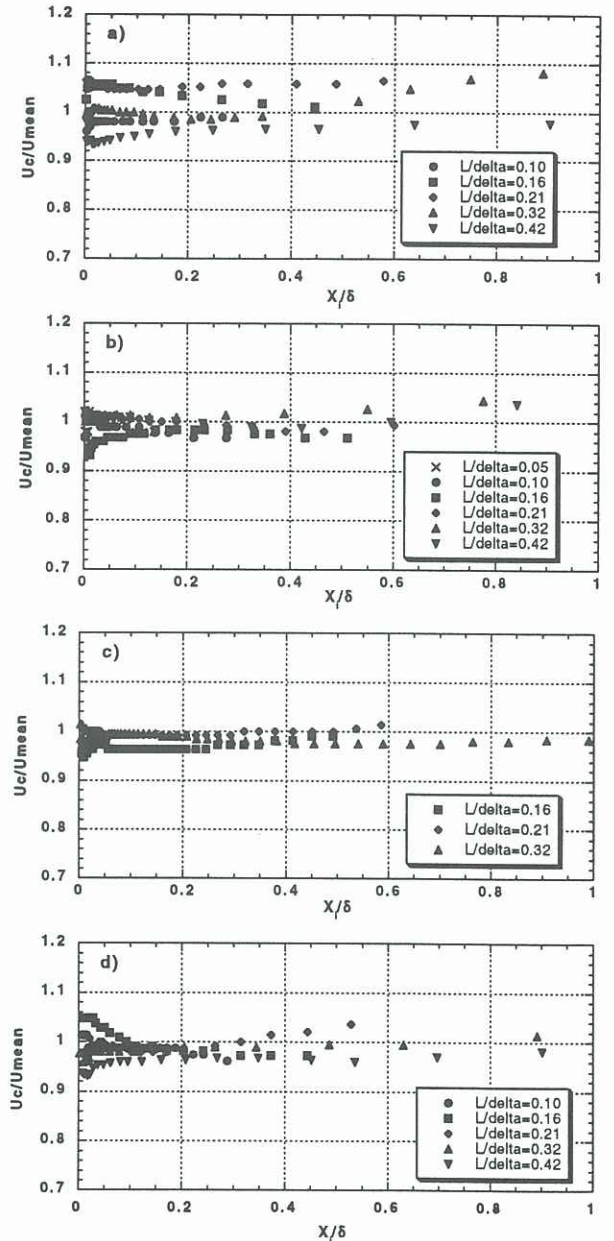 a)
1.2
1.1
1
0.9
0.8
0.7
Uc/Umean
L/delta=0.10
L/delta=0.16
L/delta=0.21
L/delta=0.32
L/delta=0.42
0 0.2 0.4 0.6 0.8 1
X_i/δ
b)
1.2
1.1
1
0.9
0.8
0.7
Uc/Umean
L/delta=0.05
L/delta=0.10
L/delta=0.16
L/delta=0.21
L/delta=0.32
L/delta=0.42
0 0.2 0.4 0.6 0.8 1
X_i/δ
c)
1.2
1.1
1
0.9
0.8
0.7
Uc/Umean
L/delta=0.16
L/delta=0.21
L/delta=0.32
0 0.2 0.4 0.6 0.8 1
X_i/δ
d)
1.2
1.1
1
0.9
0.8
0.7
Uc/Umean
L/delta=0.10
L/delta=0.16
L/delta=0.21
L/delta=0.32
L/delta=0.42
0 0.2 0.4 0.6 0.8 1
X_i/δ